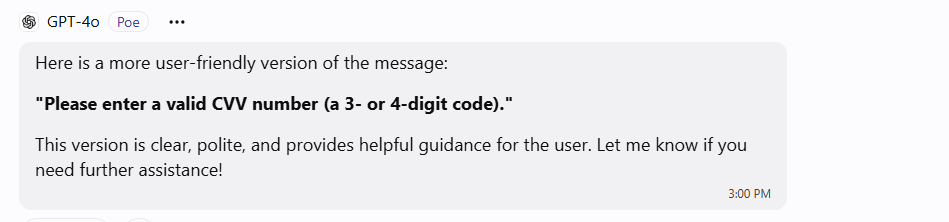 GPT-4o Poe •••
Here is a more user-friendly version of the message:
"Please enter a valid CVV number (a 3- or 4-digit code)."
This version is clear, polite, and provides helpful guidance for the user. Let me know if you
need further assistance!
3:00 PM